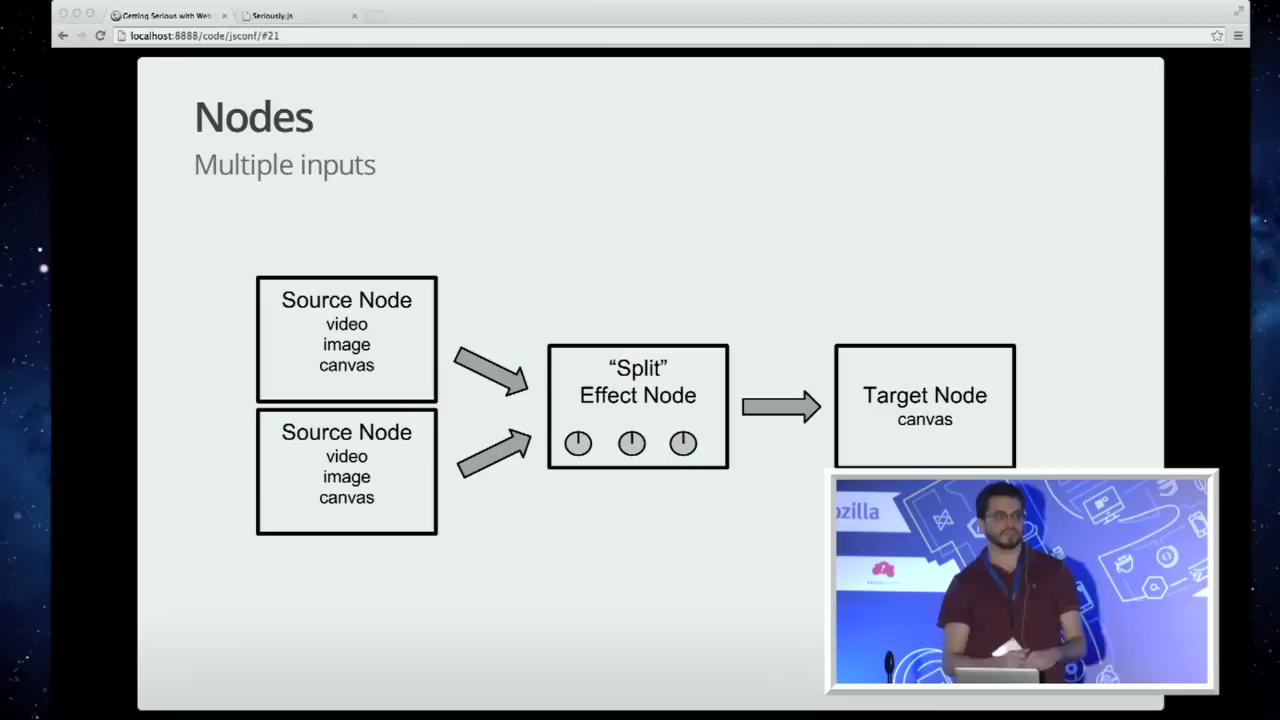 Getting Serious with Web
Seriously.js
localhost:8888/code/jsconf/#21
Nodes
Multiple inputs
Source Node
video
image
canvas
Source Node
video
image
canvas
“Split”
Effect Node
Target Node
canvas
ozilla